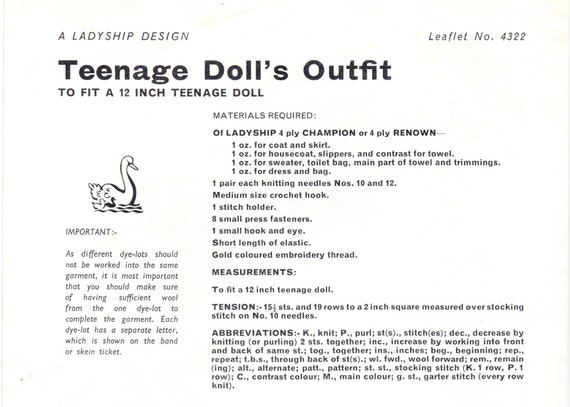 A LADYSHIP DESIGN
Leaflet No. 4322
Teenage Doll's Outfit
TO FIT A 12 INCH TEENAGE DOLL
MATERIALS REQUIRED:
Of LADYSHIP 4 ply CHAMPION or 4 ply RENOWN—
1 oz. for coat and skirt.
1 oz. for housecoat, slippers, and contrast for towel.
1 oz. for sweater, toilet bag, main part of towel and trimmings.
1 oz. for dress and bag.
1 pair each knitting needles Nos. 10 and 12.
Medium size crochet hook.
1 stitch holder.
8 small press fasteners.
1 small hook and eye.
Short length of elastic.
Gold coloured embroidery thread.
MEASUREMENTS:
To fit a 12 inch teenage doll.
TENSION:- 15½ sts. and 19 rows to a 2 inch square measured over stocking
stitch on No. 10 needles.
ABBREVIATIONS:- K., knit; P., purl; st(s)., stitch(es); dec., decrease by
knitting (or purling) 2 sts. together; inc., increase by working into front
and back of same st.; tog., together; ins., inches; beg., beginning; rep.,
repeat; t.b.s., through back of st(s).; wl. fwd., wool forward; rem., remain
(ing); alt., alternate; patt., pattern; st. st., stocking stitch (K. 1 row, P. 1
row); C., contrast colour; M., main colour; g. st., garter stitch (every row
knit).
IMPORTANT:-
As different dye-lots should
not be worked into the same
garment, it is most important
that you should make sure
of having sufficient wool
from the one dye-lot to
complete the garment. Each
dye-lot has a separate letter,
which is shown on the band
or skein ticket.